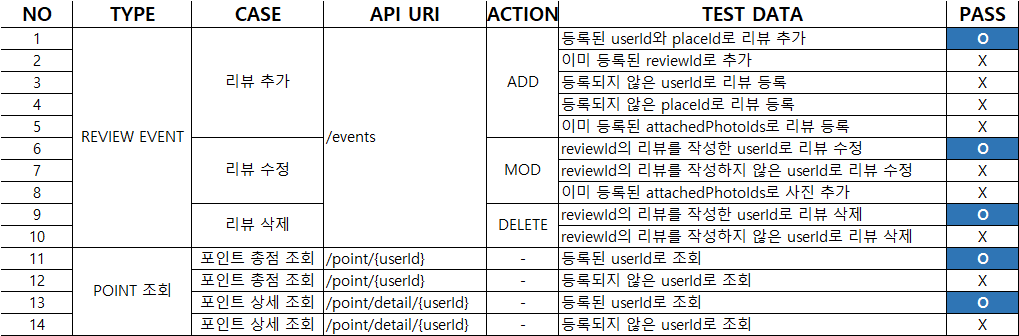 NO TYPE CASE API URI ACTION TEST DATA PASS
1 REVIEW EVENT 리뷰 추가 /events ADD 등록된 userId와 placeId로 리뷰 추가 O
2 이미 등록된 reviewId로 추가 X
3 등록되지 않은 userId로 리뷰 등록 X
4 등록되지 않은 placeId로 리뷰 등록 X
5 이미 등록된 attachedPhotoIds로 리뷰 등록 X
6 리뷰 수정 MOD reviewId의 리뷰를 작성한 userId로 리뷰 수정 O
7 reviewId의 리뷰를 작성하지 않은 userId로 리뷰 수정 X
8 이미 등록된 attachedPhotoIds로 사진 추가 X
9 리뷰 삭제 DELETE reviewId의 리뷰를 작성한 userId로 리뷰 삭제 O
10 reviewId의 리뷰를 작성하지 않은 userId로 리뷰 삭제 X
11 POINT 조회 포인트 총점 조회 /point/{userId} - 등록된 userId로 조회 O
12 포인트 총점 조회 /point/{userId} - 등록되지 않은 userId로 조회 X
13 포인트 상세 조회 /point/detail/{userId} - 등록된 userId로 조회 O
14 포인트 상세 조회 /point/detail/{userId} - 등록되지 않은 userId로 조회 X